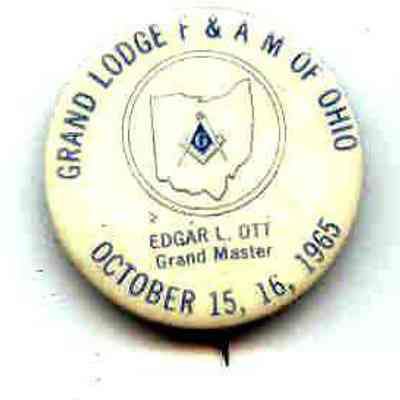 GRAND LODGE F & A M OF OHIO
G
EDGAR L. OTT
Grand Master
OCTOBER 15, 16, 1965